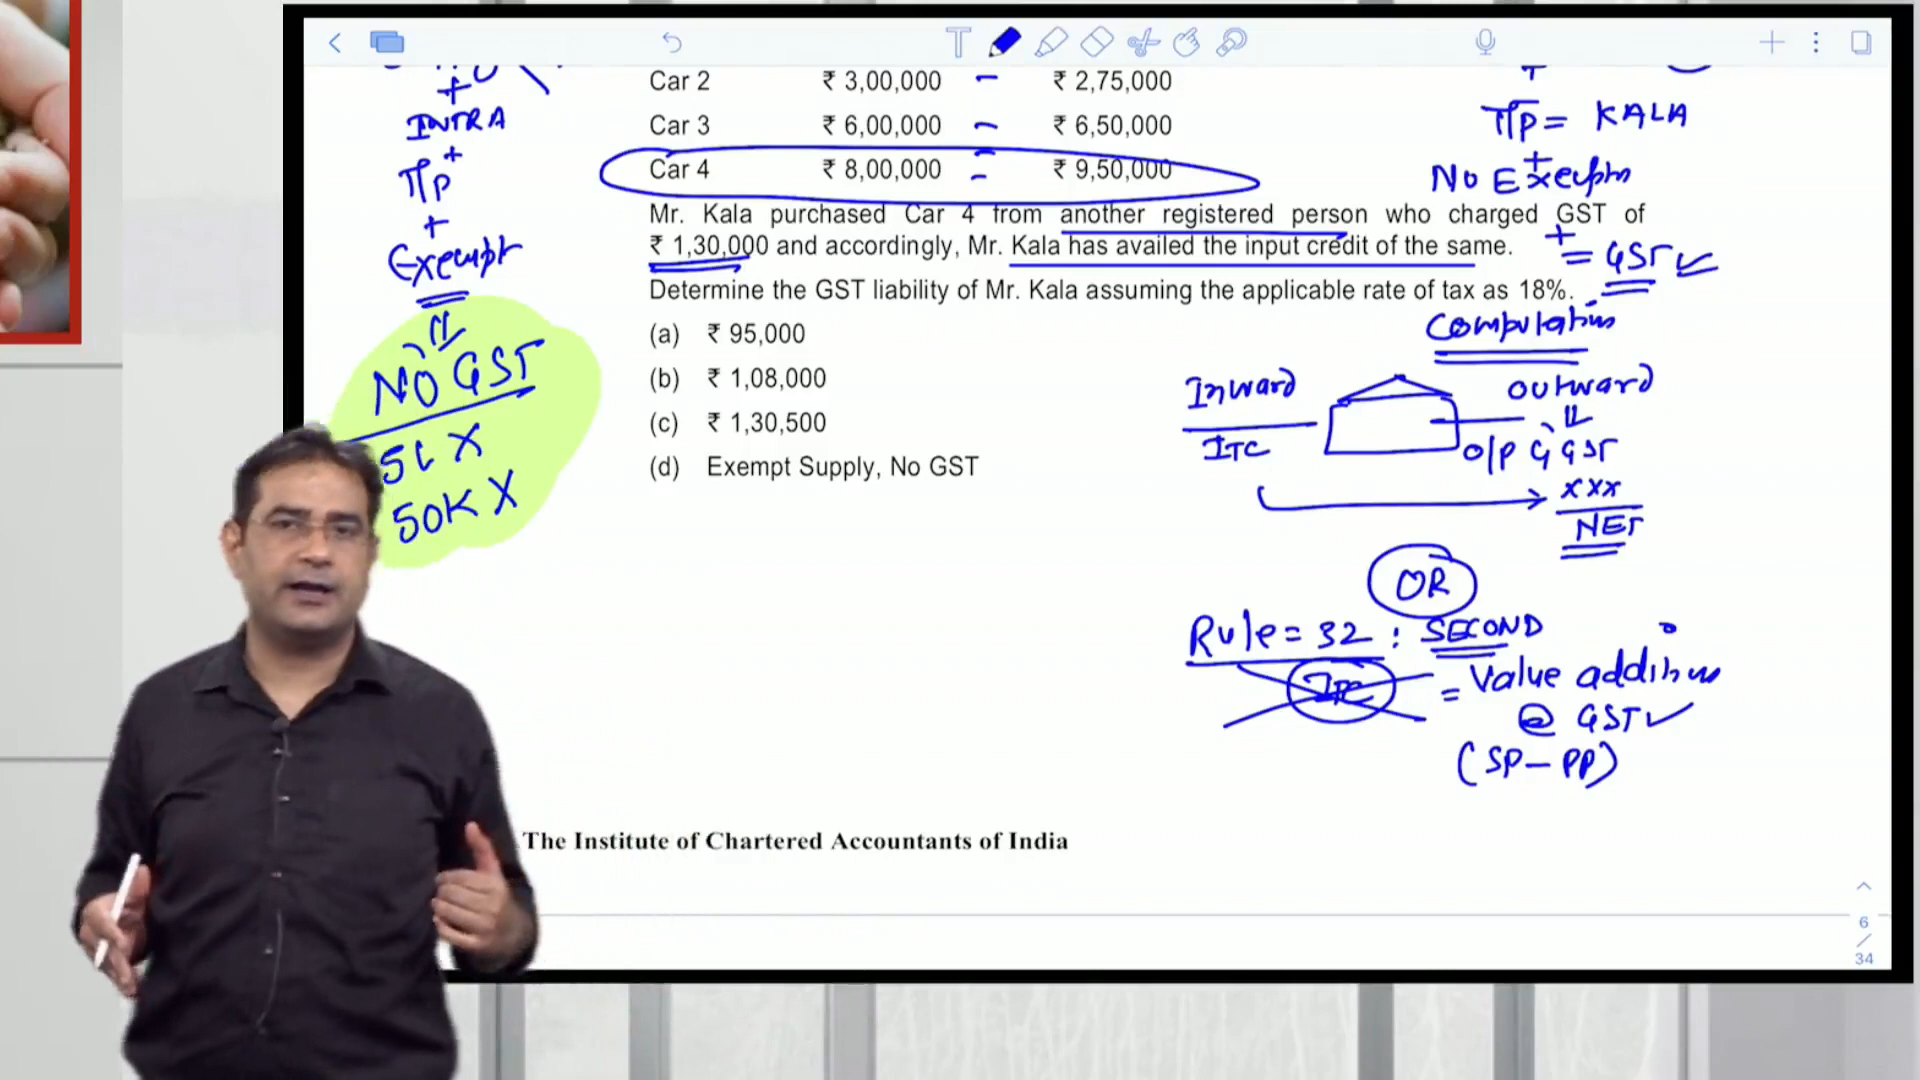 Car 2 ₹ 3,00,000 - ₹ 2,75,000
Car 3 ₹ 6,00,000 - ₹ 6,50,000
Car 4 ₹ 8,00,000 - ₹ 9,50,000
Mr. Kala purchased Car 4 from another registered person who charged GST of
₹ 1,30,000 and accordingly, Mr. Kala has availed the input credit of the same.
Determine the GST liability of Mr. Kala assuming the applicable rate of tax as 18%.
(a) ₹ 95,000
(b) ₹ 1,08,000
(c) ₹ 1,30,500
(d) Exempt Supply, No GST
+
INTRA
+
+
Exempt
NO GST
5L X
50K X
= KALA
+
No Exemptn
+
= GST ✓
Computation
Inward
ITC
Outward
O/P G GST
xxx
NET
OR
Rule = 32 : SECOND
ITC
= Value addition
@ GST ✓
(SP - PP)
The Institute of Chartered Accountants of India
6
/
34